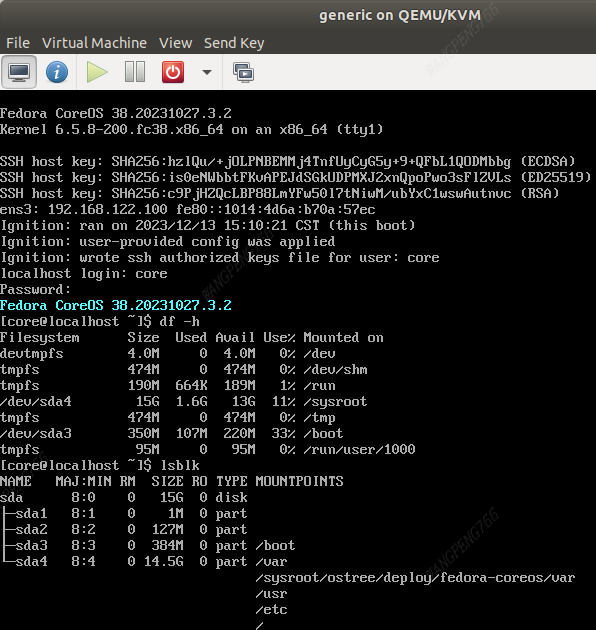 generic on QEMU/KVM
File Virtual Machine View Send Key
Fedora CoreOS 38.20231027.3.2
Kernel 6.5.8-200.fc38.x86_64 on an x86_64 (tty1)
SSH host key: SHA256:hzlQu/+jOLPNBEMMj4TnfUyCyG5y+9+QFbL1QODMbbg (ECDSA)
SSH host key: SHA256:is0eNWbbtFKvAPEJdSGkUDPMXJ2xnQpoPwo3sFl2VLs (ED25519)
SSH host key: SHA256:c9PjHZQcLBP88LmYFw50l7tNiwM/ubYxC1wswAutnvc (RSA)
ens3: 192.168.122.100 fe80::1014:4d6a:b70a:57ec
Ignition: ran on 2023/12/13 15:10:21 CST (this boot)
Ignition: user-provided config was applied
Ignition: wrote ssh authorized keys file for user: core
localhost login: core
Password:
Fedora CoreOS 38.20231027.3.2
[core@localhost ~]$ df -h
Filesystem      Size  Used Avail Use% Mounted on
devtmpfs        4.0M     0  4.0M   0% /dev
tmpfs           474M     0  474M   0% /dev/shm
tmpfs           190M  664K  189M   1% /run
/dev/sda4        15G  1.6G   13G  11% /sysroot
tmpfs           474M     0  474M   0% /tmp
/dev/sda3       350M  107M  220M  33% /boot
tmpfs            95M     0   95M   0% /run/user/1000
[core@localhost ~]$ lsblk
NAME   MAJ:MIN RM  SIZE RO TYPE MOUNTPOINTS
sda      8:0    0   15G  0 disk
├─sda1   8:1    0    1M  0 part
├─sda2   8:2    0  127M  0 part
├─sda3   8:3    0  384M  0 part /boot
└─sda4   8:4    0 14.5G  0 part /var
/sysroot/ostree/deploy/fedora-coreos/var
/usr
/etc
/
WANGPENG766
WANGPENG766
WANGPENG766